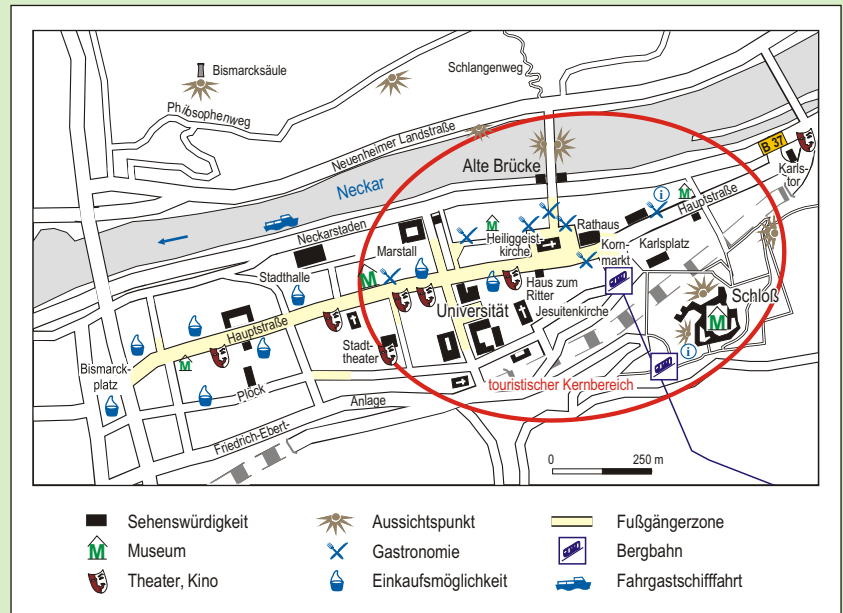 Bismarcksäule
Schlangenweg
Philosophenweg
Neuenheimer Landstraße
B 37
Alte Brücke
Karls-
tor
Neckar
i
M
Hauptstraße
Neckarstaden
Marstall
M
Heiliggeist-
kirche
Rathaus
Korn-
markt
Karlsplatz
Stadthalle
M
Haus zum
Ritter
Schloß
M
Universität
Jesuitenkirche
Hauptstraße
Stadt-
theater
i
Bismarck-
platz
M
touristischer Kernbereich
Plöck
Anlage
Friedrich-Ebert-
0
250 m
Sehenswürdigkeit
Aussichtspunkt
Fußgängerzone
M
Museum
Gastronomie
Bergbahn
Theater, Kino
Einkaufsmöglichkeit
Fahrgastschifffahrt